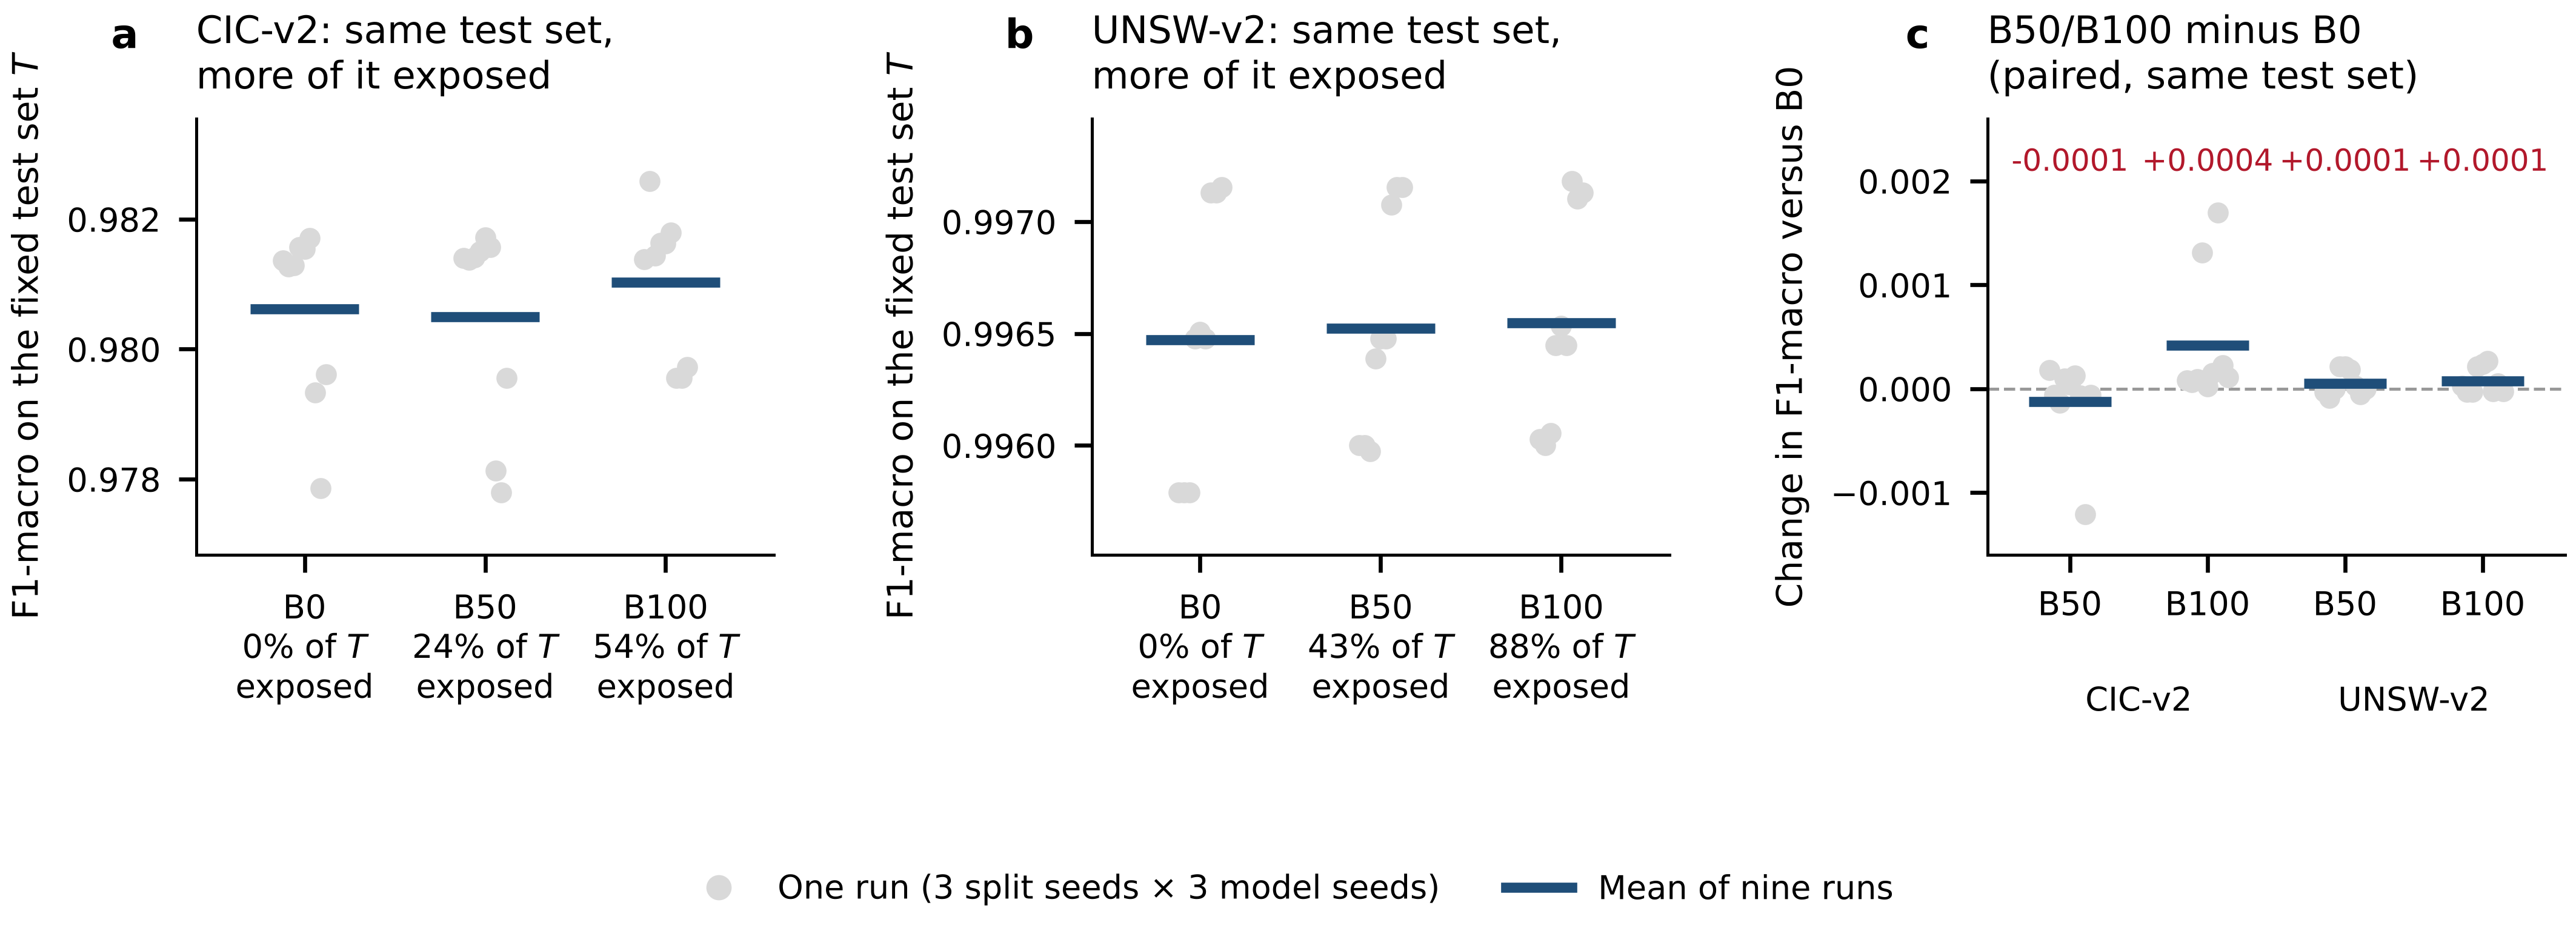 a
CIC-v2: same test set,
more of it exposed
F1-macro on the fixed test set T
0.982
0.980
0.978
B0
0% of T
exposed
B50
24% of T
exposed
B100
54% of T
exposed
b
UNSW-v2: same test set,
more of it exposed
F1-macro on the fixed test set T
0.9970
0.9965
0.9960
B0
0% of T
exposed
B50
43% of T
exposed
B100
88% of T
exposed
c
B50/B100 minus B0
(paired, same test set)
Change in F1-macro versus B0
-0.0001 +0.0004 +0.0001 +0.0001
0.002
0.001
0.000
−0.001
B50 B100 B50 B100
CIC-v2 UNSW-v2
One run (3 split seeds × 3 model seeds)
Mean of nine runs